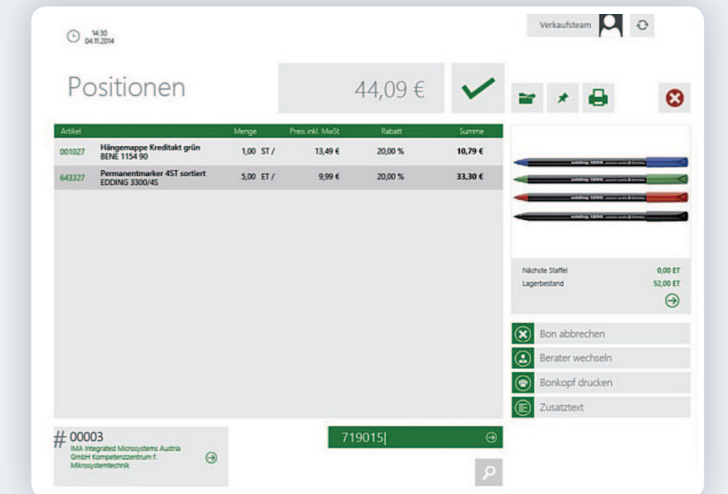 14:30
04.11.2014
Verkaufsteam
Positionen
44,09 €
Artikel Menge Preis inkl. MwSt Rabatt Summe
001027 Hängemappe Kreditakt grün 1,00 ST / 13,49 € 20,00 % 10,79 €
BENE 1154 90
643327 Permanentmarker 4ST sortiert 5,00 ET / 9,99 € 20,00 % 33,30 €
EDDING 3300/4S
Nächste Staffel 0,00 ET
Lagerbestand 52,00 ET
Bon abbrechen
Berater wechseln
Bonkopf drucken
Zusatztext
# 00003
IMA Integrated Microsystems Austria
GmbH Kompetenzzentrum f.
Mikrosystemtechnik
719015